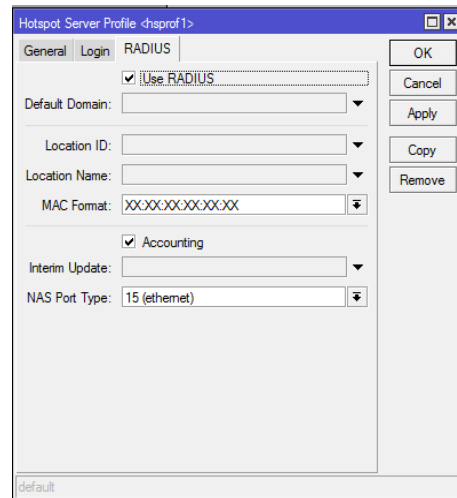 Hotspot Server Profile <hsprof1>
General Login RADIUS
Use RADIUS
Default Domain:
Location ID:
Location Name:
MAC Format: XX:XX:XX:XX:XX:XX
Accounting
Interim Update:
NAS Port Type: 15 (ethernet)
OK
Cancel
Apply
Copy
Remove
default